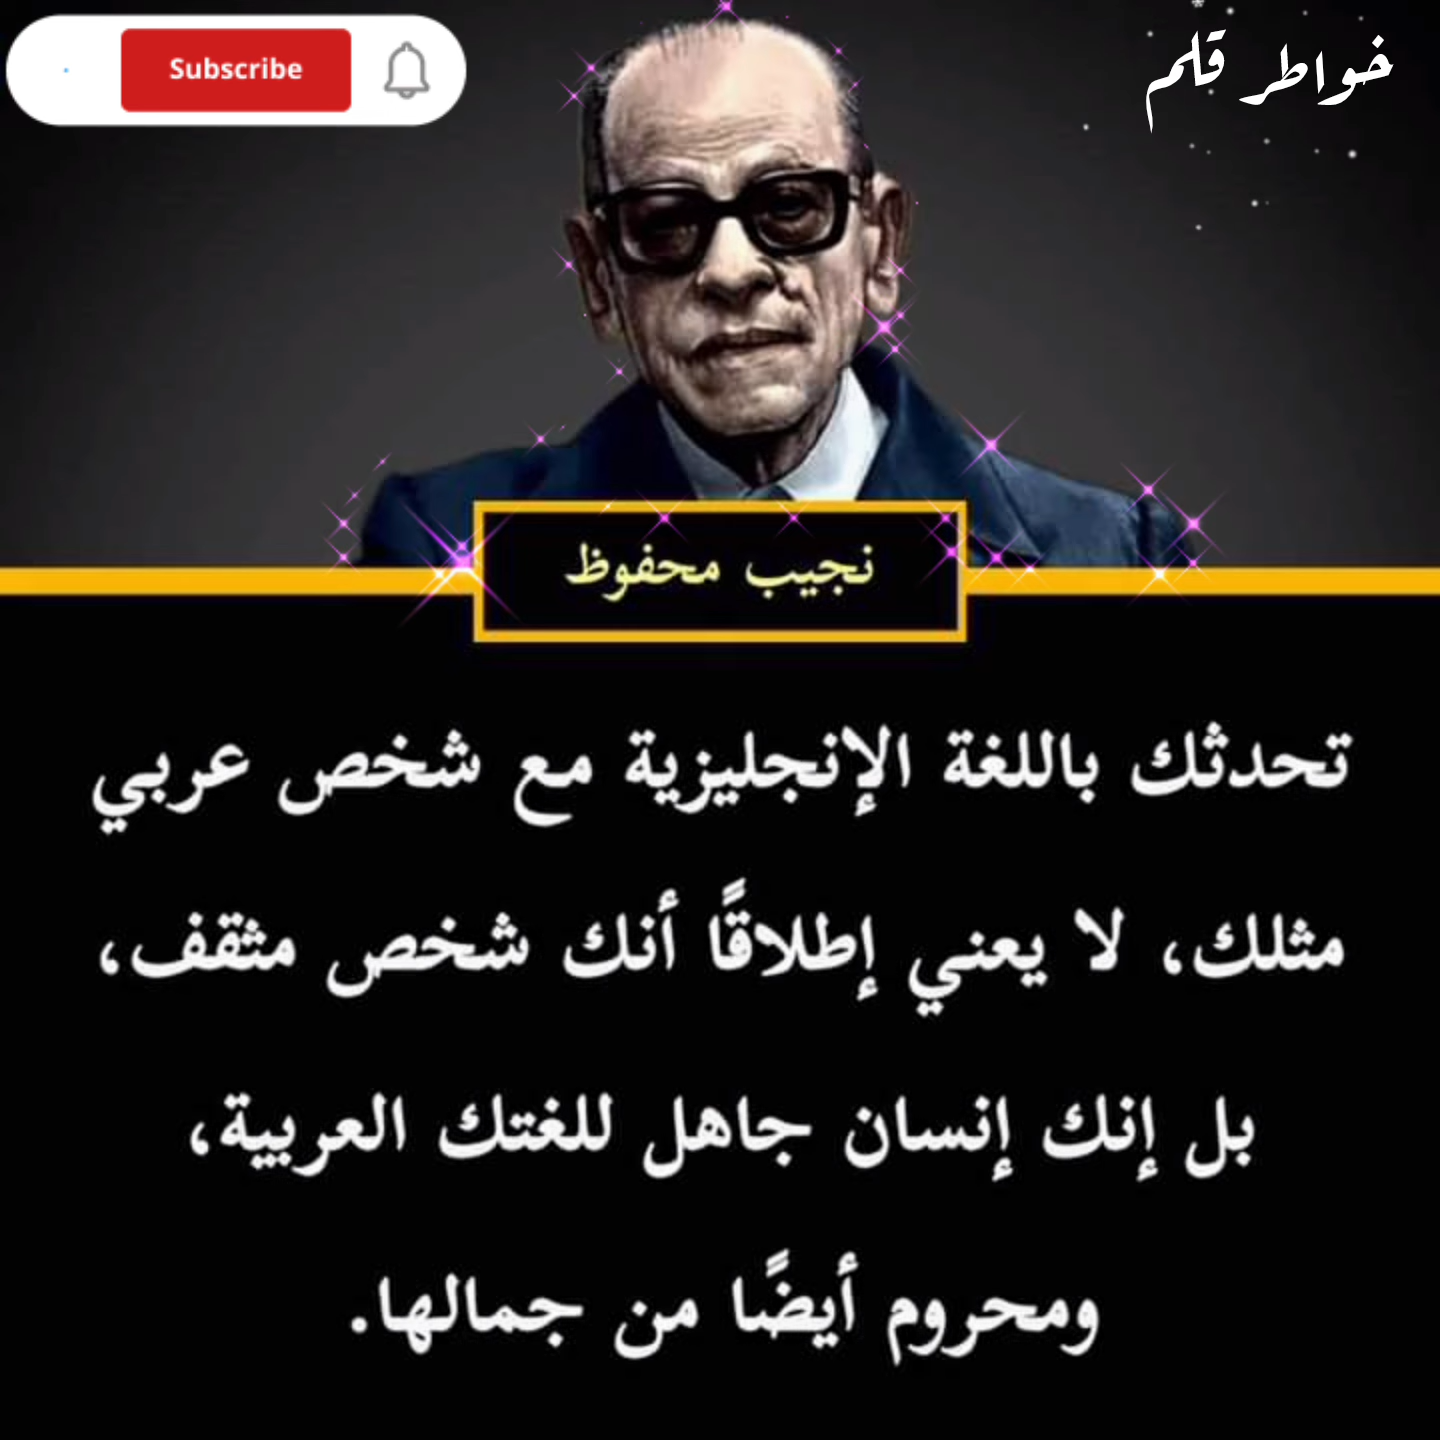 Subscribe
خواطر قلم
نجيب محفوظ
تحدثك باللغة الإنجليزية مع شخص عربي
مثلك، لا يعني إطلاقًا أنك شخص مثقف،
بل إنك إنسان جاهل للغتك العربية،
ومحروم أيضًا من جمالها.